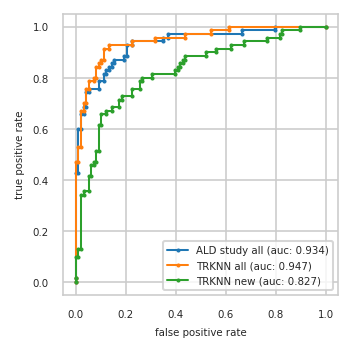 1.0
0.8
0.6
0.4
0.2
0.0
true positive rate
ALD study all (auc: 0.934)
TRKNN all (auc: 0.947)
TRKNN new (auc: 0.827)
0.0 0.2 0.4 0.6 0.8 1.0
false positive rate